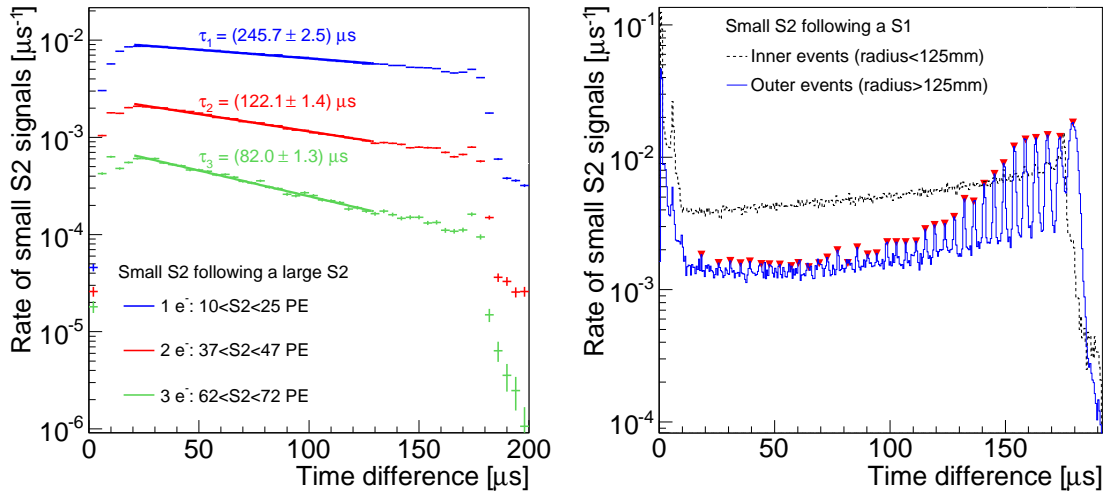 Rate of small S2 signals [μs⁻¹]
10⁻²
10⁻³
10⁻⁴
10⁻⁵
10⁻⁶
τ₁ = (245.7 ± 2.5) μs
τ₂ = (122.1 ± 1.4) μs
τ₃ = (82.0 ± 1.3) μs
Small S2 following a large S2
1 e⁻: 10<S2<25 PE
2 e⁻: 37<S2<47 PE
3 e⁻: 62<S2<72 PE
0 50 100 150 200
Time difference [μs]
Rate of small S2 signals [μs⁻¹]
10⁻¹
10⁻²
10⁻³
10⁻⁴
Small S2 following a S1
Inner events (radius<125mm)
Outer events (radius>125mm)
0 50 100 150
Time difference [μs]